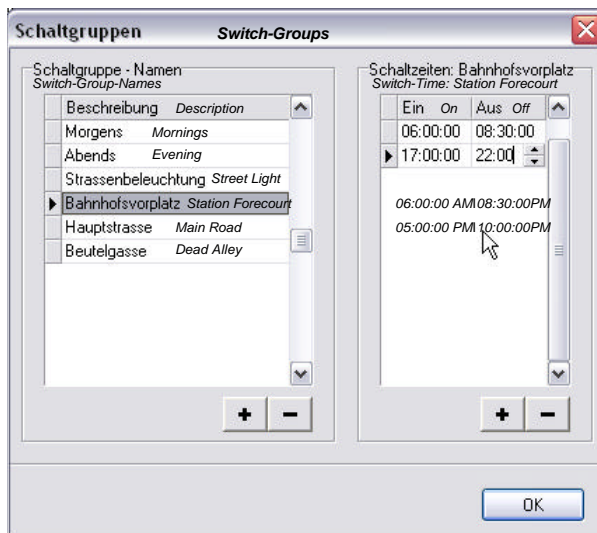 Schaltgruppen Switch-Groups
Schaltgruppe - Namen
Switch-Group-Names
Beschreibung Description
Morgens Mornings
Abends Evening
Strassenbeleuchtung Street Light
Bahnhofsvorplatz Station Forecourt
Hauptstrasse Main Road
Beutelgasse Dead Alley
+ −
Schaltzeiten: Bahnhofsvorplatz
Switch-Time: Station Forecourt
Ein On Aus Off
06:00:00 08:30:00
17:00:00 22:00
06:00:00 AM 08:30:00PM
05:00:00 PM 10:00:00PM
+ −
OK